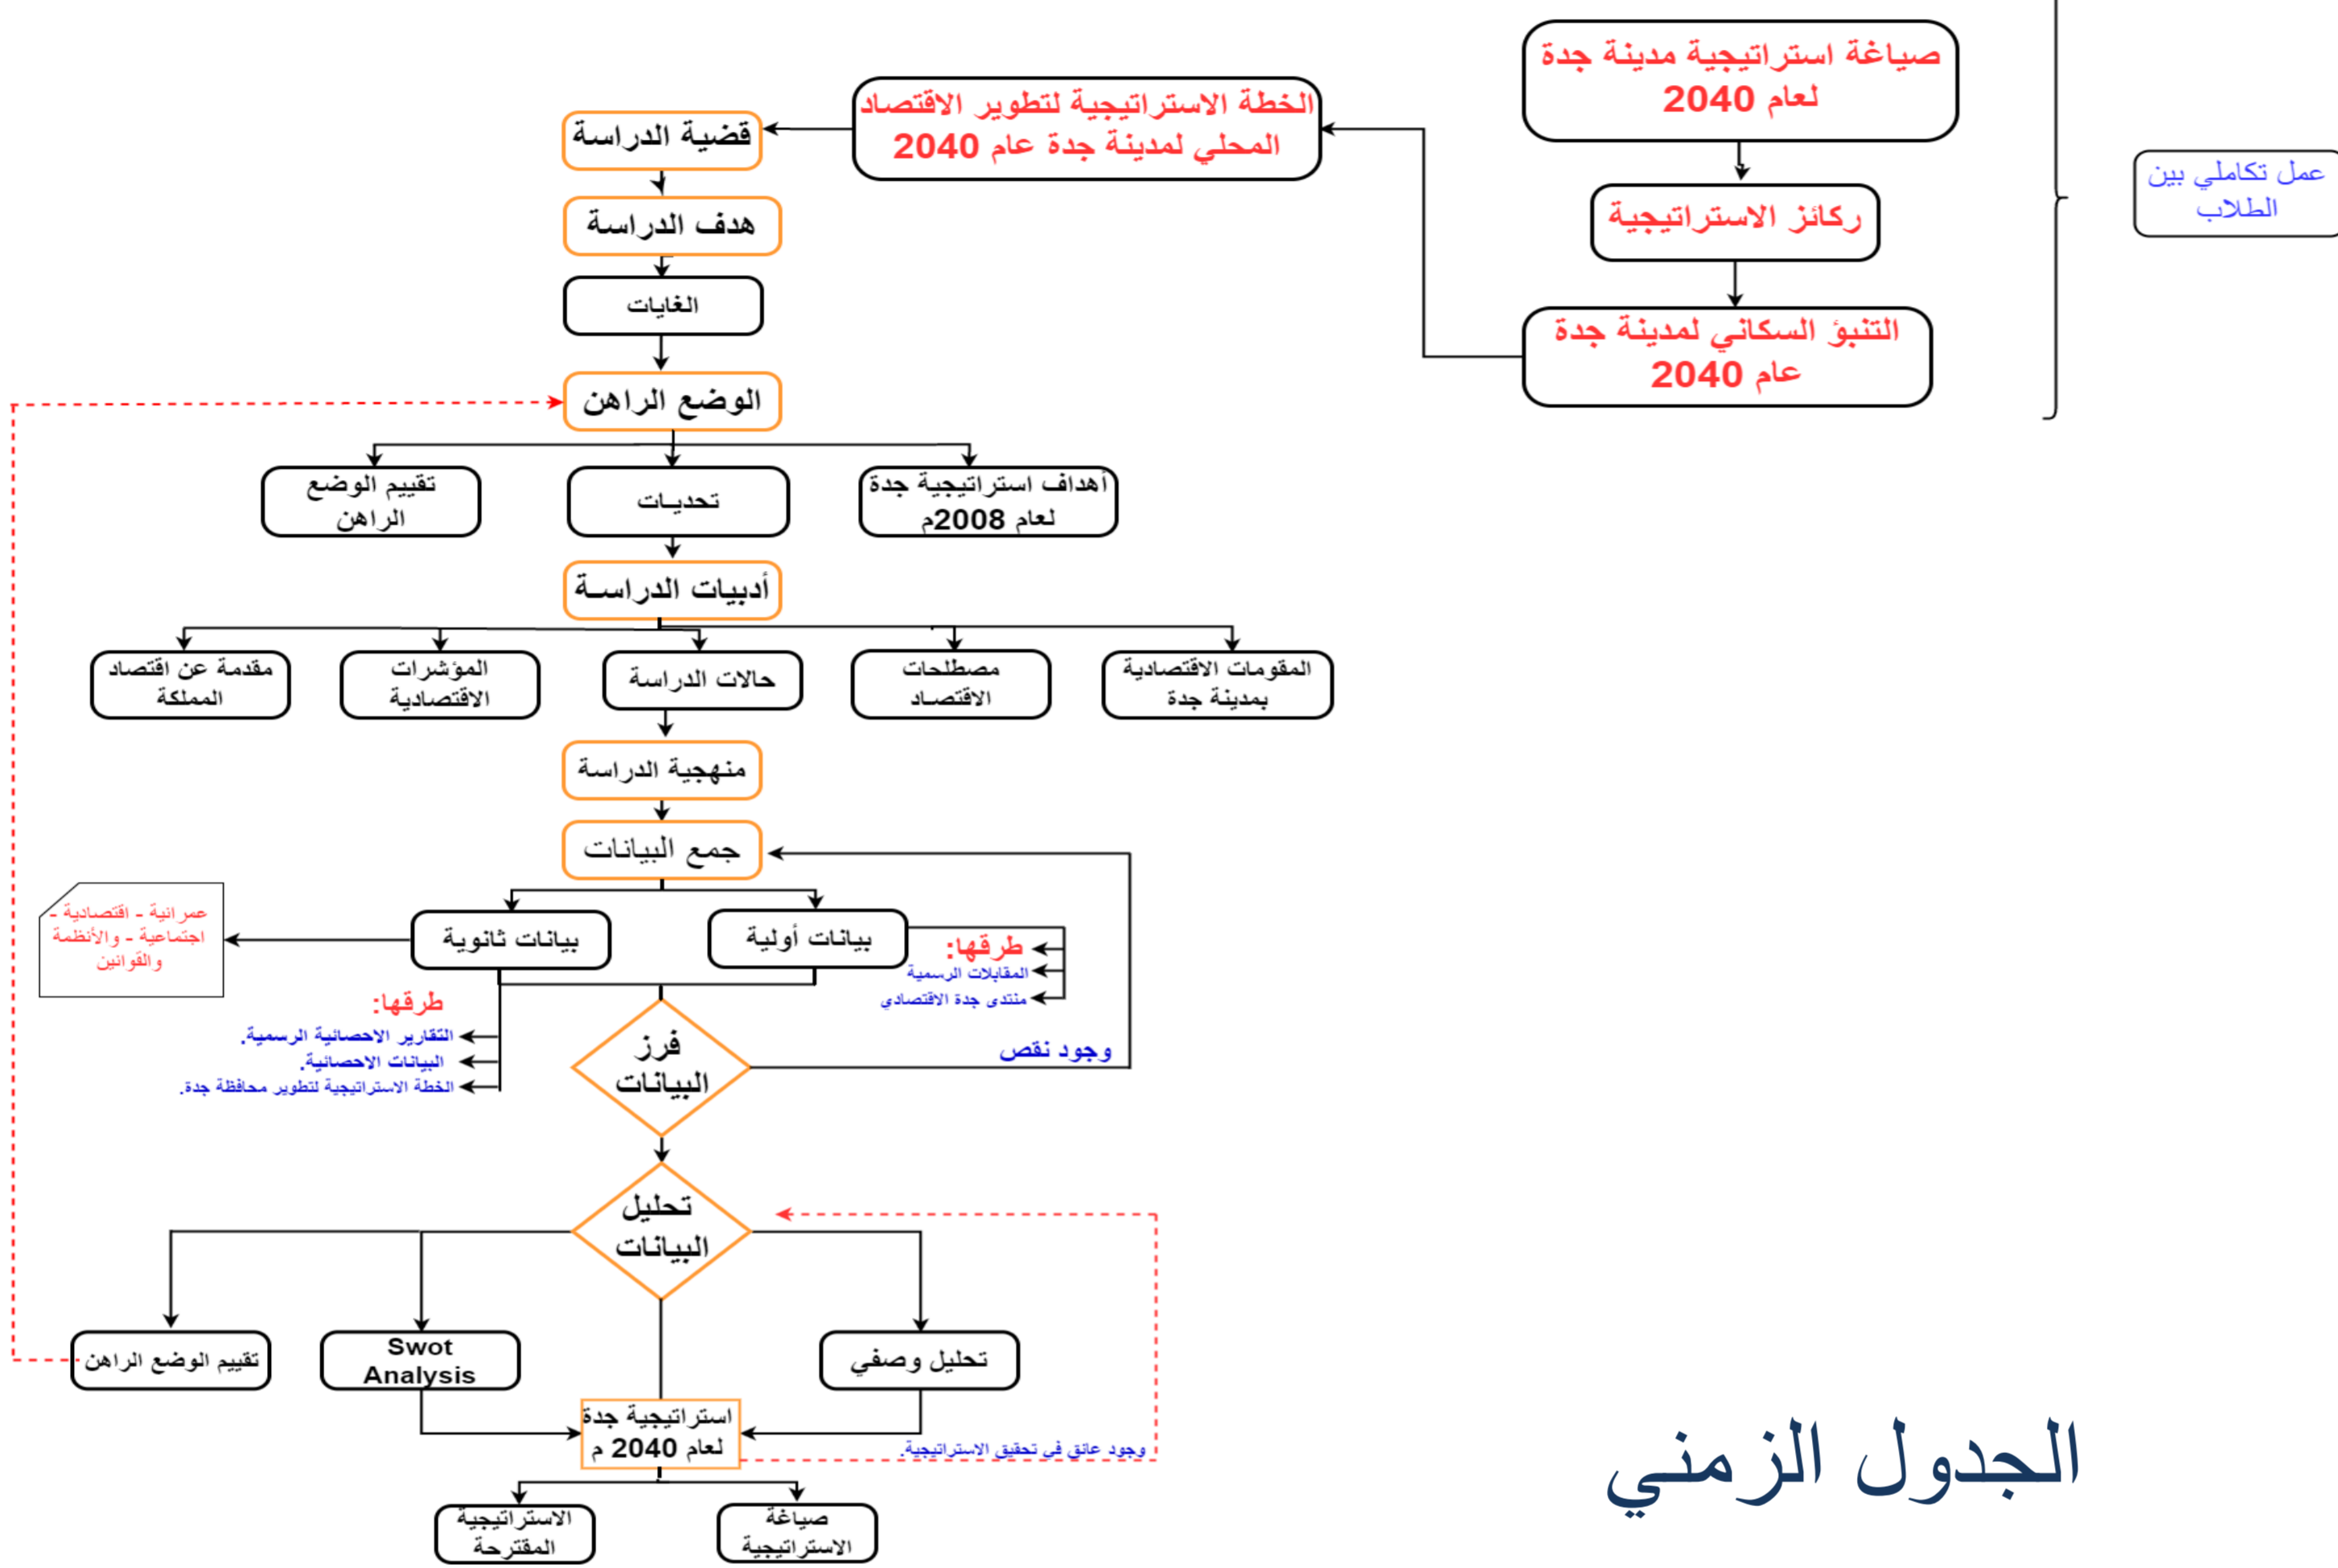 صياغة استراتيجية مدينة جدة
لعام 2040
ركائز الاستراتيجية
التنبؤ السكاني لمدينة جدة
عام 2040
عمل تكاملي بين
الطلاب
الخطة الاستراتيجية لتطوير الاقتصاد
المحلي لمدينة جدة عام 2040
قضية الدراسة
هدف الدراسة
الغايات
الوضع الراهن
أهداف استراتيجية جدة
لعام 2008م
تحديات
تقييم الوضع
الراهن
أدبيات الدراسة
المقومات الاقتصادية
بمدينة جدة
مصطلحات
الاقتصاد
حالات الدراسة
المؤشرات
الاقتصادية
مقدمة عن اقتصاد
المملكة
منهجية الدراسة
جمع البيانات
بيانات أولية
طرقها:
المقابلات الرسمية
منتدى جدة الاقتصادي
بيانات ثانوية
عمرانية - اقتصادية -
اجتماعية - والأنظمة
والقوانين
طرقها:
التقارير الاحصائية الرسمية.
البيانات الاحصائية.
الخطة الاستراتيجية لتطوير محافظة جدة.
فرز
البيانات
وجود نقص
تحليل
البيانات
تحليل وصفي
Swot
Analysis
تقييم الوضع الراهن
استراتيجية جدة
لعام 2040 م
وجود عائق في تحقيق الاستراتيجية.
صياغة
الاستراتيجية
الاستراتيجية
المقترحة
الجدول الزمني